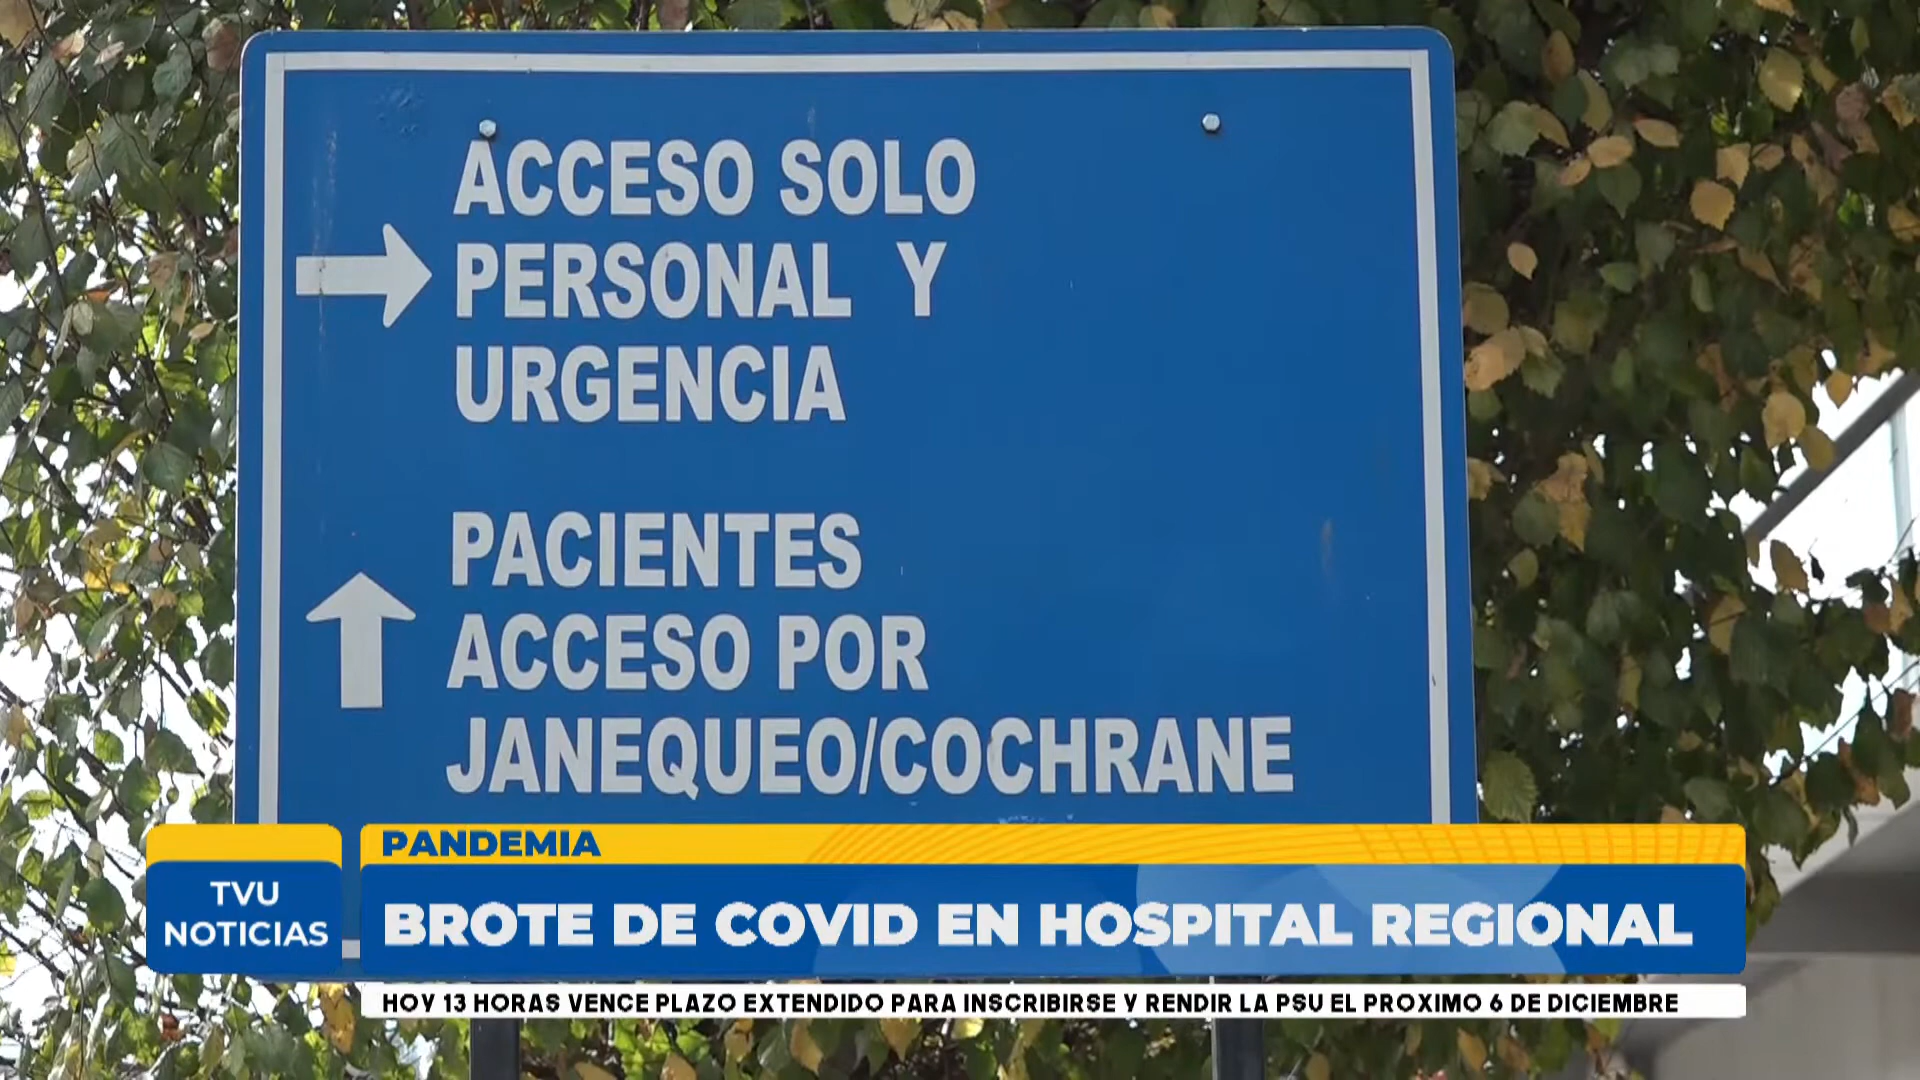 ACCESO SOLO
PERSONAL Y
URGENCIA
PACIENTES
ACCESO POR
JANEQUEO/COCHRANE
PANDEMIA
TVU
NOTICIAS
BROTE DE COVID EN HOSPITAL REGIONAL
HOY 13 HORAS VENCE PLAZO EXTENDIDO PARA INSCRIBIRSE Y RENDIR LA PSU EL PROXIMO 6 DE DICIEMBRE